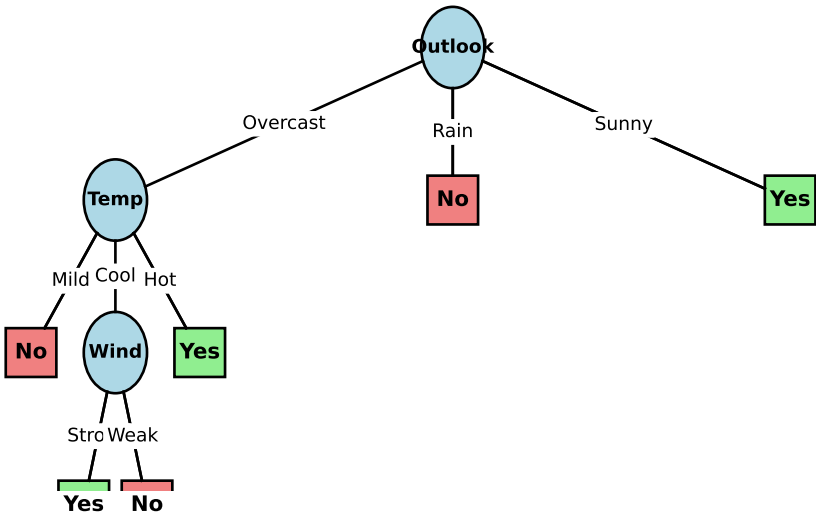 Outlook
Overcast
Rain
Sunny
Temp
No
Yes
Mild
Cool
Hot
No
Wind
Yes
Stro
Weak
Yes
No